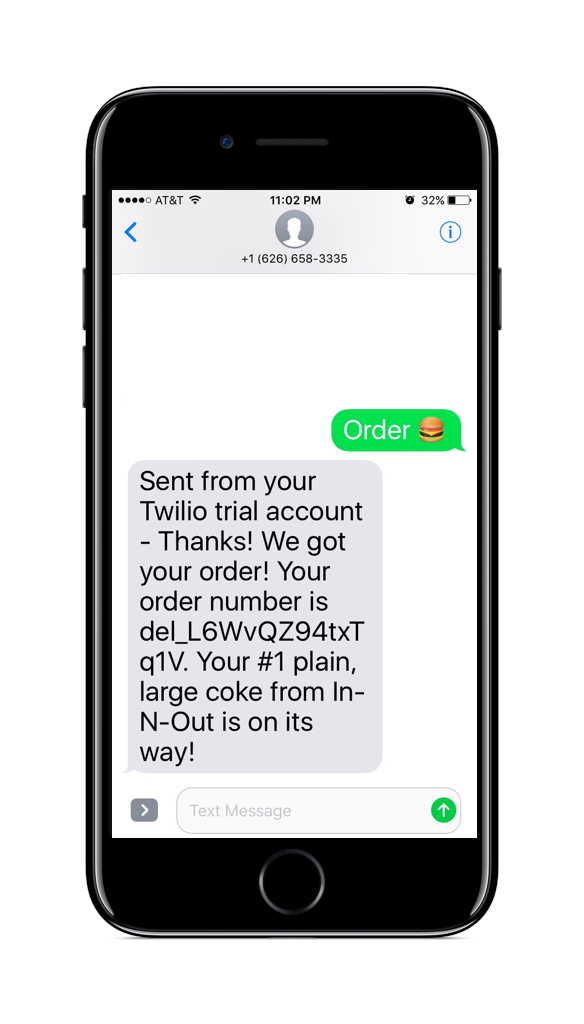 AT&T 11:02 PM 32%
+1 (626) 658-3335
Order 🍔
Sent from your
Twilio trial account
- Thanks! We got
your order! Your
order number is
del_L6WvQZ94txT
q1V. Your #1 plain,
large coke from In-
N-Out is on its
way!
Text Message